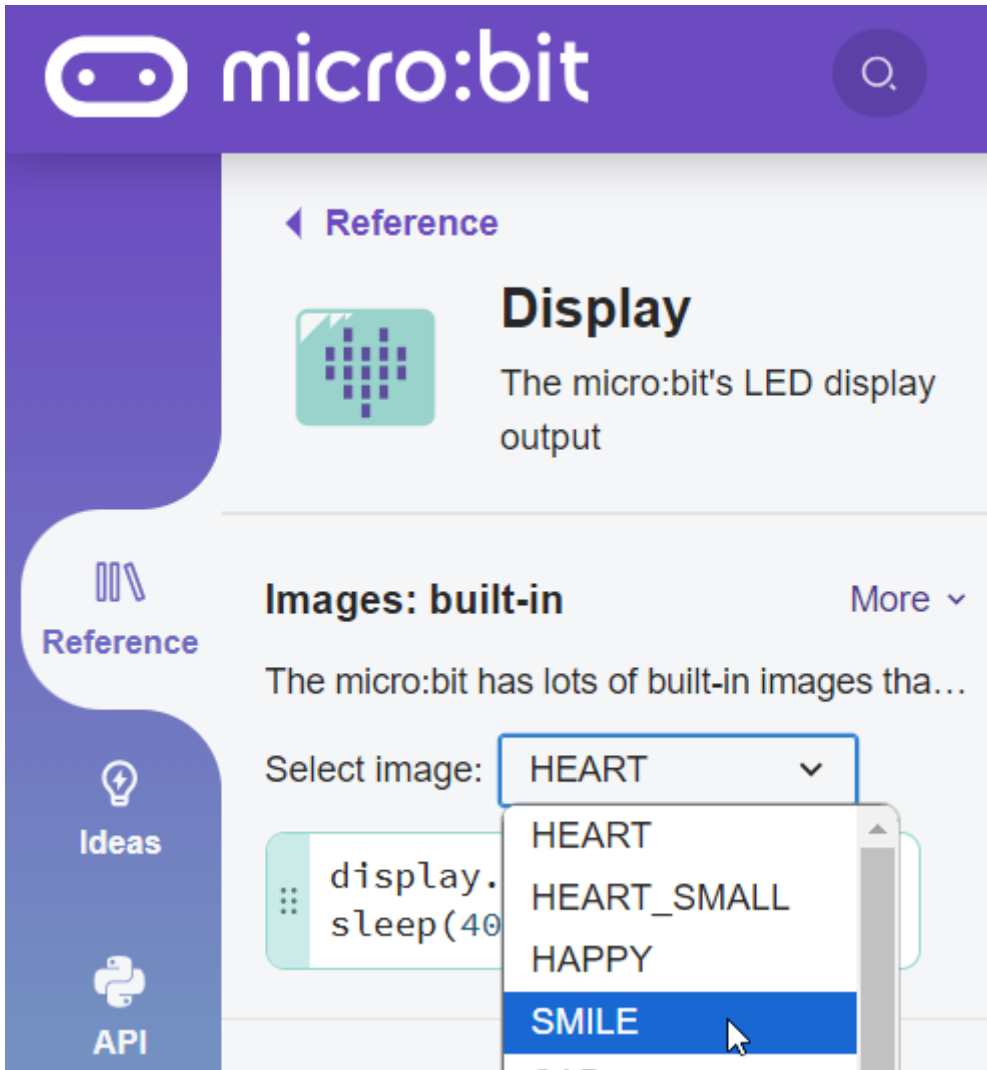 micro:bit
Reference
Display
The micro:bit's LED display
output
Reference
Images: built-in
More
The micro:bit has lots of built-in images tha…
Select image:
HEART
HEART
HEART_SMALL
HAPPY
SMILE
display.
sleep(40
Ideas
API